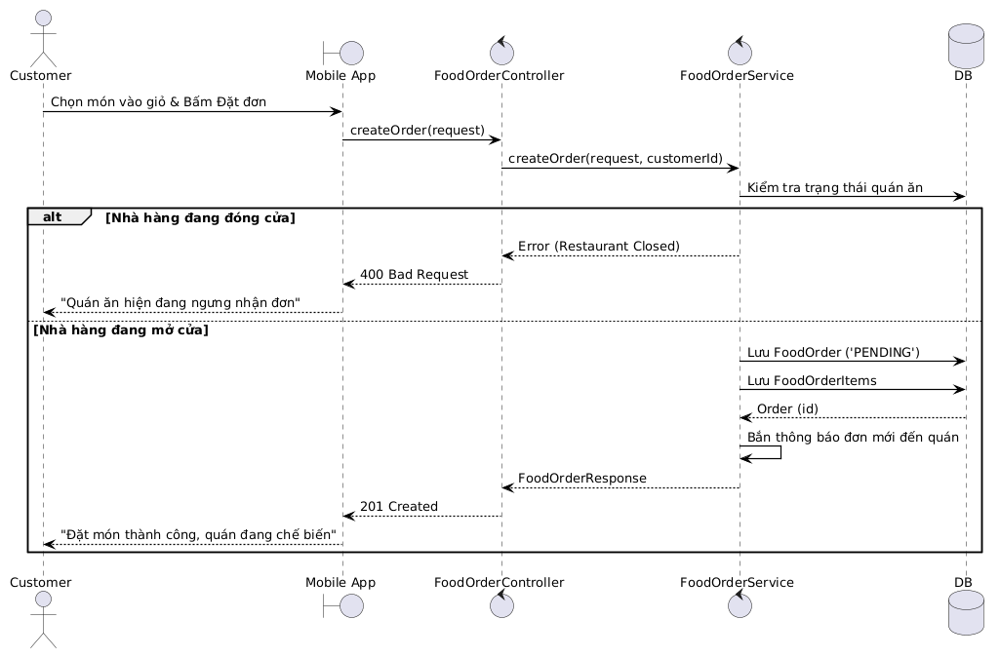 Customer
Mobile App
FoodOrderController
FoodOrderService
DB
Chọn món vào giỏ & Bấm Đặt đơn
createOrder(request)
createOrder(request, customerId)
Kiểm tra trạng thái quán ăn
alt [Nhà hàng đang đóng cửa]
Error (Restaurant Closed)
400 Bad Request
"Quán ăn hiện đang ngưng nhận đơn"
[Nhà hàng đang mở cửa]
Lưu FoodOrder ('PENDING')
Lưu FoodOrderItems
Order (id)
Bắn thông báo đơn mới đến quán
FoodOrderResponse
201 Created
"Đặt món thành công, quán đang chế biến"
Customer
Mobile App
FoodOrderController
FoodOrderService
DB